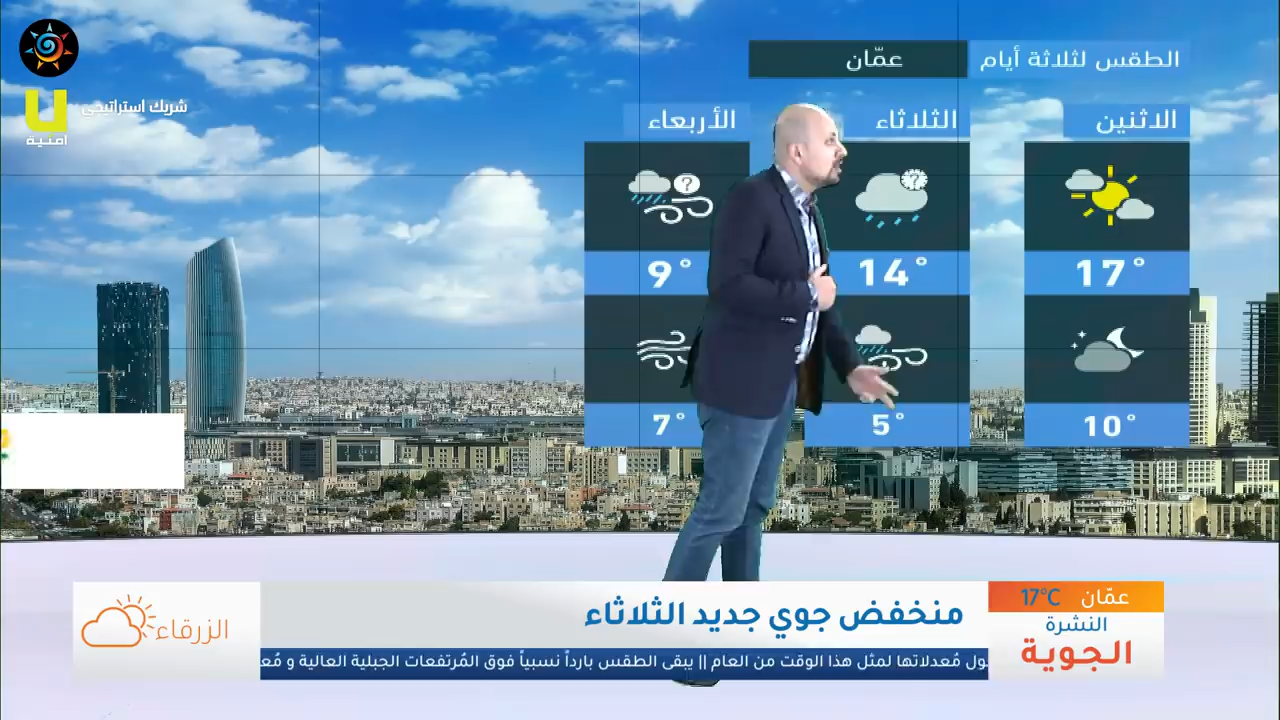 شريك استراتيجي
أمنية
الطقس لثلاثة أيام
عمّان
الاثنين
الثلاثاء
الأربعاء
?
?
17°
14°
9°
10°
5°
7°
عمّان 17°C
النشرة
الجوية
منخفض جوي جديد الثلاثاء
ول مُعدلاتها لمثل هذا الوقت من العام || يبقى الطقس بارداً نسبياً فوق المُرتفعات الجبلية العالية و مُع
الزرقاء